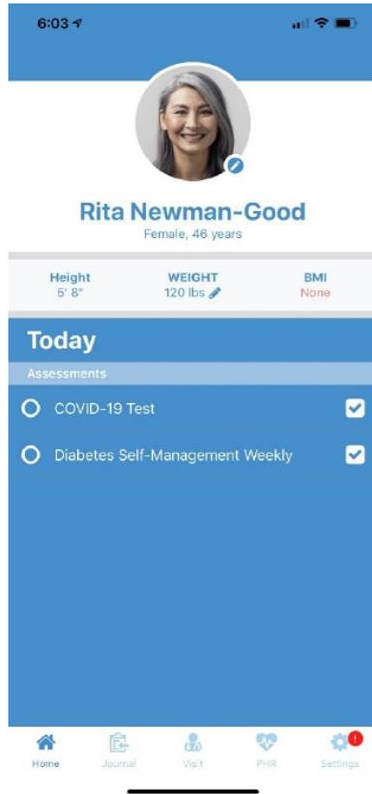 6:03
Rita Newman-Good
Female, 46 years
Height WEIGHT BMI
5' 8" 120 lbs None
Today
Assessments
COVID-19 Test
Diabetes Self-Management Weekly
Home Journal Visit PHR Settings